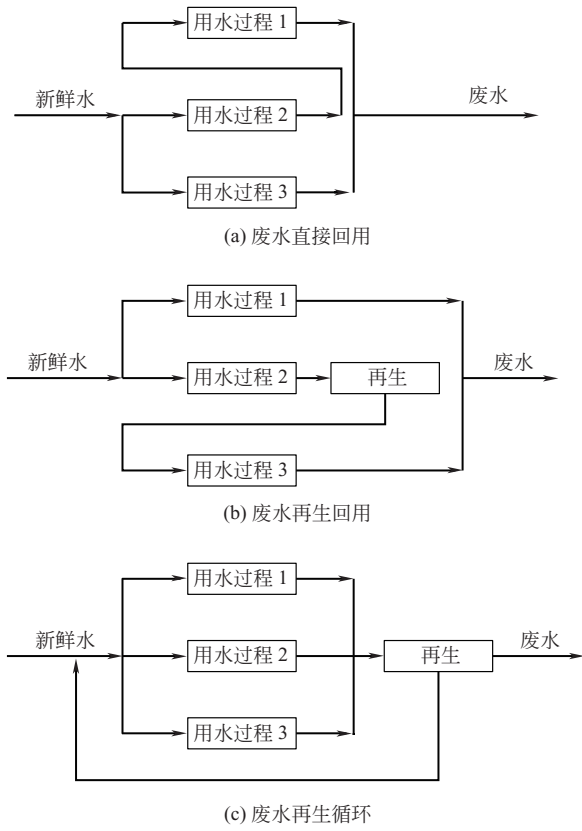 用水过程 1
新鲜水
用水过程 2
废水
用水过程 3
(a) 废水直接回用
用水过程 1
新鲜水
用水过程 2
再生
废水
用水过程 3
(b) 废水再生回用
用水过程 1
新鲜水
用水过程 2
再生
废水
用水过程 3
(c) 废水再生循环